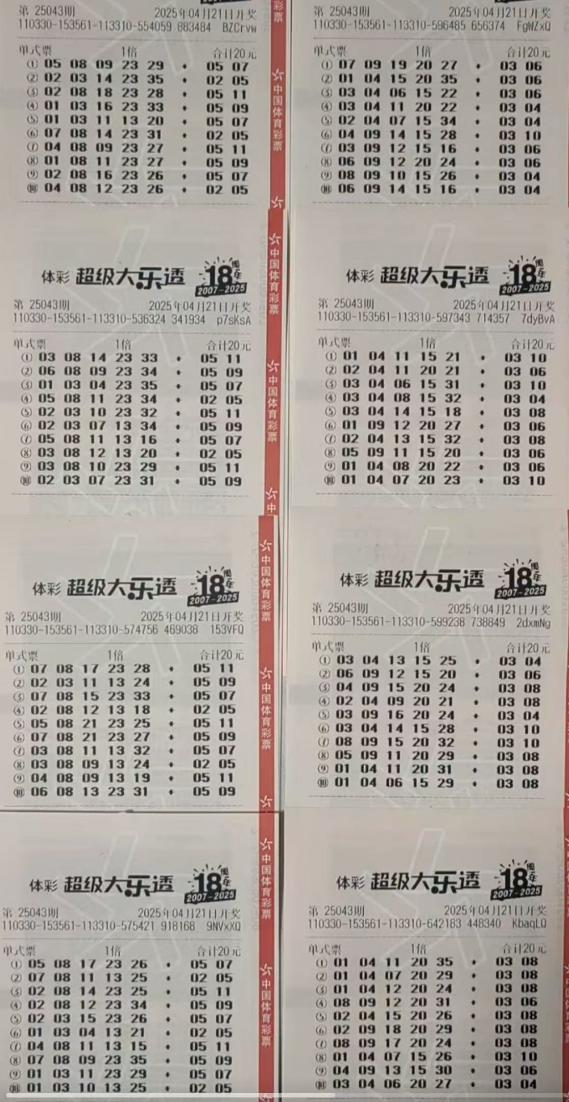 第 25043期 2025年04月21日开奖
110330-153561-113310-554059 883484 BZCrvw
单式票 1倍 合计20元
① 05 08 09 23 29 ♦ 05 07
② 02 03 14 23 35 ♦ 02 05
③ 02 08 18 23 28 ♦ 05 11
④ 01 03 16 23 33 ♦ 05 09
⑤ 01 03 11 13 20 ♦ 05 07
⑥ 07 08 14 23 31 ♦ 02 05
⑦ 04 08 09 23 27 ♦ 05 11
⑧ 01 08 11 23 27 ♦ 05 09
⑨ 02 08 16 23 26 ♦ 05 07
⑩ 04 08 12 23 26 ♦ 02 05
中国体育彩票
第 25043期 2025年04月21日开奖
110330-153561-113310-596485 656374 FgWZxQ
单式票 1倍 合计20元
① 07 09 19 20 27 ♦ 03 06
② 01 04 15 20 35 ♦ 03 06
③ 03 04 06 15 22 ♦ 03 06
④ 03 04 11 20 22 ♦ 03 04
⑤ 02 04 07 15 34 ♦ 03 04
⑥ 04 09 14 15 28 ♦ 03 10
⑦ 03 09 12 15 16 ♦ 03 06
⑧ 06 09 12 20 24 ♦ 03 06
⑨ 08 09 10 15 26 ♦ 03 04
⑩ 06 09 14 15 16 ♦ 03 04
体彩 超级大乐透 18周年
2007-2025
第 25043期 2025年04月21日开奖
110330-153561-113310-536324 341934 p7sKsA
单式票 1倍 合计20元
① 03 08 14 23 33 ♦ 05 11
② 06 08 09 23 34 ♦ 05 09
③ 01 03 04 23 35 ♦ 05 07
④ 05 08 11 23 34 ♦ 02 05
⑤ 02 03 10 23 32 ♦ 05 11
⑥ 02 03 07 13 34 ♦ 05 09
⑦ 05 08 11 13 16 ♦ 05 07
⑧ 03 08 12 13 20 ♦ 02 05
⑨ 03 08 10 23 29 ♦ 05 11
⑩ 02 03 07 23 31 ♦ 05 09
中国体育彩票
中国体育彩票
体彩 超级大乐透 18周年
2007-2025
第 25043期 2025年04月21日开奖
110330-153561-113310-597343 714357 7dyBvA
单式票 1倍 合计20元
① 01 04 11 15 21 ♦ 03 10
② 02 04 11 20 21 ♦ 03 06
③ 03 04 06 15 31 ♦ 03 10
④ 03 04 08 15 32 ♦ 03 04
⑤ 03 04 14 15 18 ♦ 03 08
⑥ 01 09 12 20 27 ♦ 03 06
⑦ 02 04 13 15 32 ♦ 03 08
⑧ 05 09 11 15 20 ♦ 03 06
⑨ 01 04 08 20 22 ♦ 03 06
⑩ 01 04 07 20 23 ♦ 03 10
体彩 超级大乐透 18周年
2007-2025
第 25043期 2025年04月21日开奖
110330-153561-113310-574756 469038 153VFQ
单式票 1倍 合计20元
① 07 08 17 23 28 ♦ 05 11
② 02 03 11 13 24 ♦ 05 09
③ 07 08 15 23 33 ♦ 05 07
④ 02 08 12 13 18 ♦ 02 05
⑤ 05 08 21 23 25 ♦ 05 11
⑥ 07 08 21 23 27 ♦ 05 09
⑦ 03 08 11 13 32 ♦ 05 07
⑧ 03 08 09 13 24 ♦ 02 05
⑨ 04 08 09 13 19 ♦ 05 11
⑩ 06 08 13 23 31 ♦ 05 09
中国体育彩票
中国体育彩票
体彩 超级大乐透 18周年
2007-2025
第 25043期 2025年04月21日开奖
110330-153561-113310-599238 738849 2dxmNg
单式票 1倍 合计20元
① 03 04 13 15 25 ♦ 03 04
② 06 09 12 15 20 ♦ 03 06
③ 04 09 15 20 24 ♦ 03 08
④ 02 04 09 20 21 ♦ 03 08
⑤ 03 09 16 20 24 ♦ 03 04
⑥ 03 04 14 15 28 ♦ 03 10
⑦ 08 09 15 20 32 ♦ 03 10
⑧ 05 09 11 20 29 ♦ 03 08
⑨ 01 04 11 20 31 ♦ 03 08
⑩ 01 04 06 15 29 ♦ 03 08
体彩 超级大乐透 18周年
2007-2025
第 25043期 2025年04月21日开奖
110330-153561-113310-575421 918168 9NVxXQ
单式票 1倍 合计20元
① 05 08 17 23 26 ♦ 05 07
② 07 08 11 13 25 ♦ 02 05
③ 02 08 14 23 25 ♦ 05 11
④ 02 08 12 23 34 ♦ 05 09
⑤ 02 03 15 23 26 ♦ 05 07
⑥ 01 03 04 13 21 ♦ 02 05
⑦ 04 08 11 13 15 ♦ 05 11
⑧ 07 08 09 23 35 ♦ 05 09
⑨ 01 03 11 23 29 ♦ 05 07
⑩ 01 03 10 13 25 ♦ 02 05
中国体育彩票
中国体育彩票
体彩 超级大乐透 18周年
2007-2025
第 25043期 2025年04月21日开奖
110330-153561-113310-642183 448340 KbaqLQ
单式票 1倍 合计20元
① 01 04 11 20 35 ♦ 03 08
② 01 04 07 20 29 ♦ 03 08
③ 01 04 12 20 24 ♦ 03 08
④ 08 09 12 20 31 ♦ 03 06
⑤ 02 04 15 20 26 ♦ 03 08
⑥ 02 09 18 20 29 ♦ 03 08
⑦ 08 09 17 20 24 ♦ 03 08
⑧ 01 04 07 15 26 ♦ 03 10
⑨ 04 09 13 15 30 ♦ 03 06
⑩ 03 04 06 20 27 ♦ 03 04